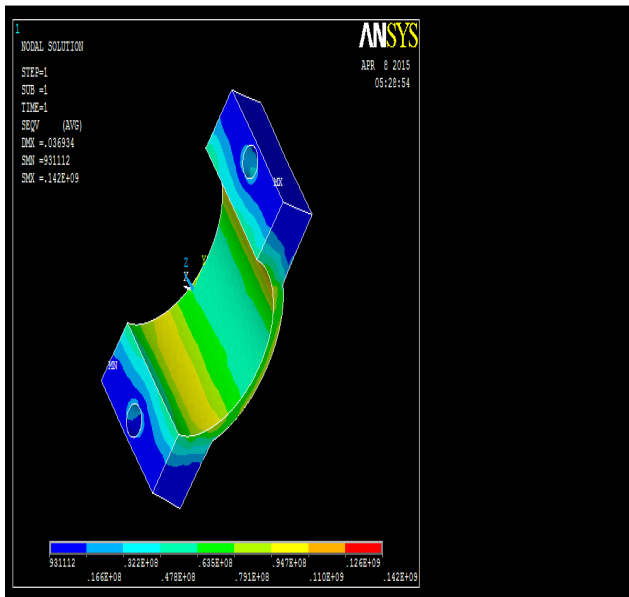 1
NODAL SOLUTION
STEP=1
SUB =1
TIME=1
SEQV (AVG)
DMX =.036934
SMN =931112
SMX =.142E+09
ANSYS
APR 8 2015
05:28:54
MX
Z
Y
X
MN
931112 .322E+08 .635E+08 .947E+08 .126E+09
.166E+08 .478E+08 .791E+08 .110E+09 .142E+09